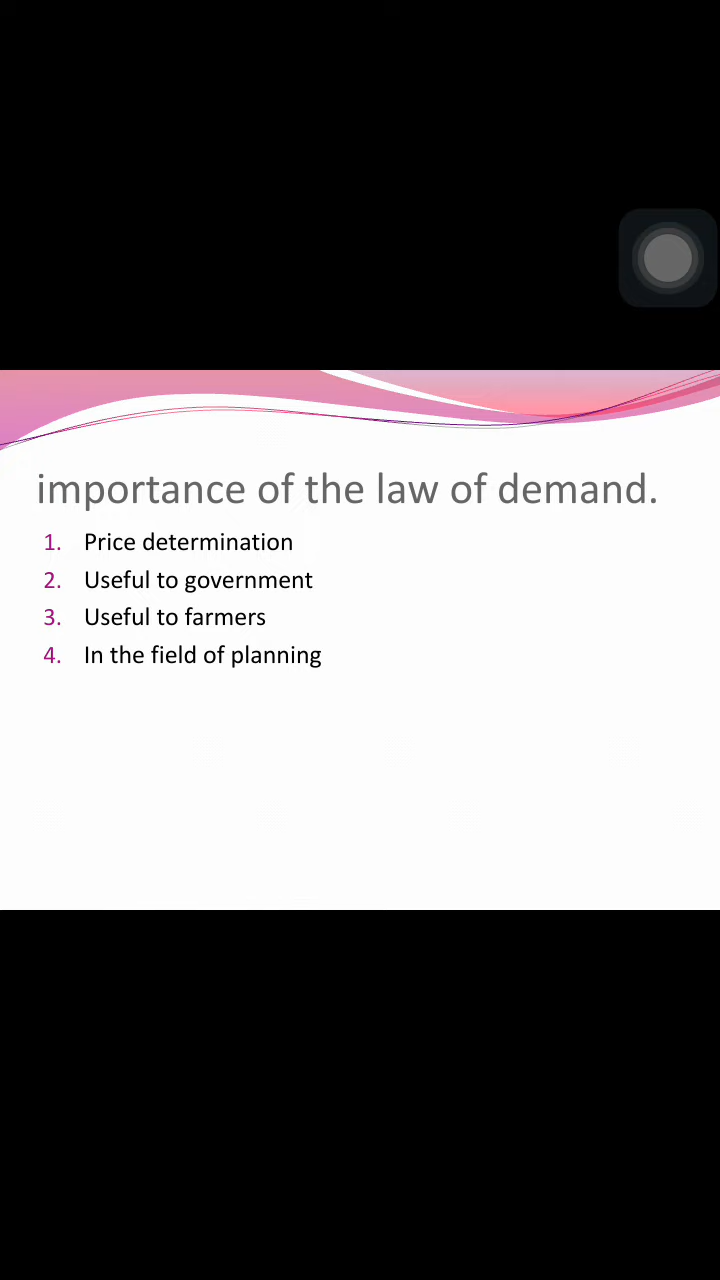 importance of the law of demand.
1. Price determination
2. Useful to government
3. Useful to farmers
4. In the field of planning